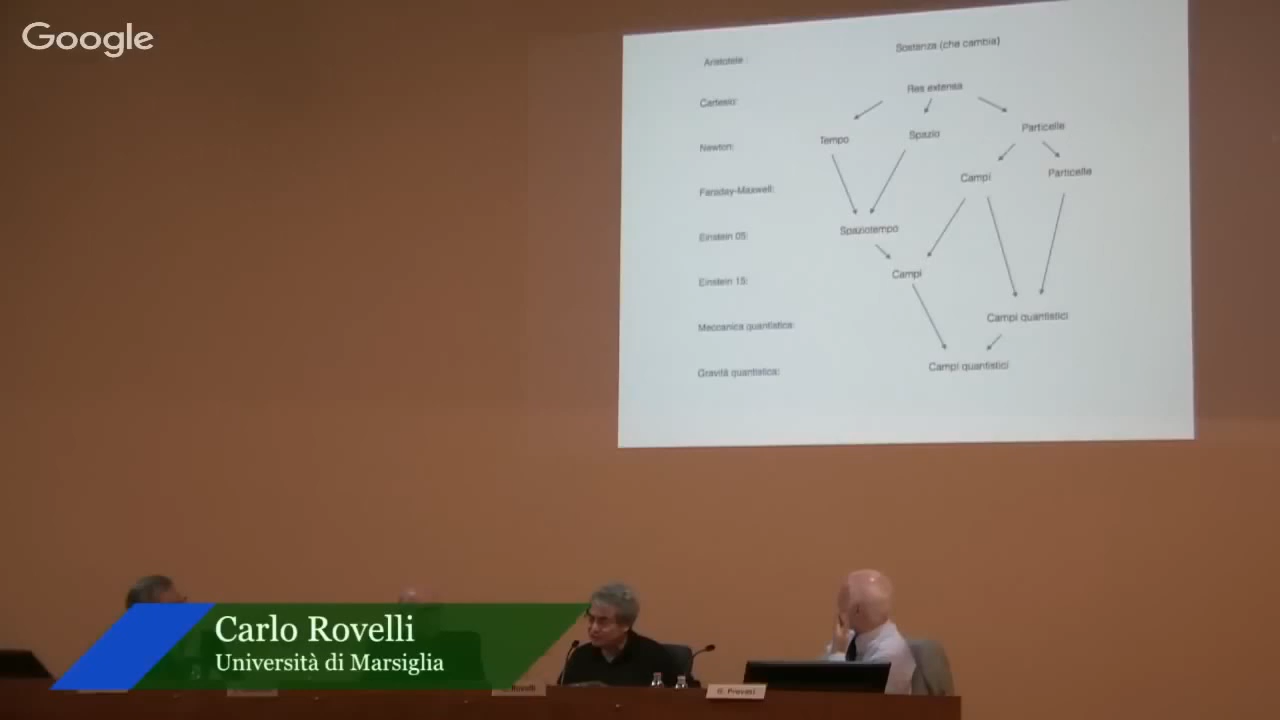 Google
Sostanza (che cambia)
Aristotele :
Res extensa
Cartesio:
Tempo Spazio Particelle
Newton:
Campi Particelle
Faraday-Maxwell:
Spaziotempo
Einstein 05:
Campi
Einstein 15:
Campi quantistici
Meccanica quantistica:
Campi quantistici
Gravità quantistica:
Carlo Rovelli
Università di Marsiglia
Rovelli